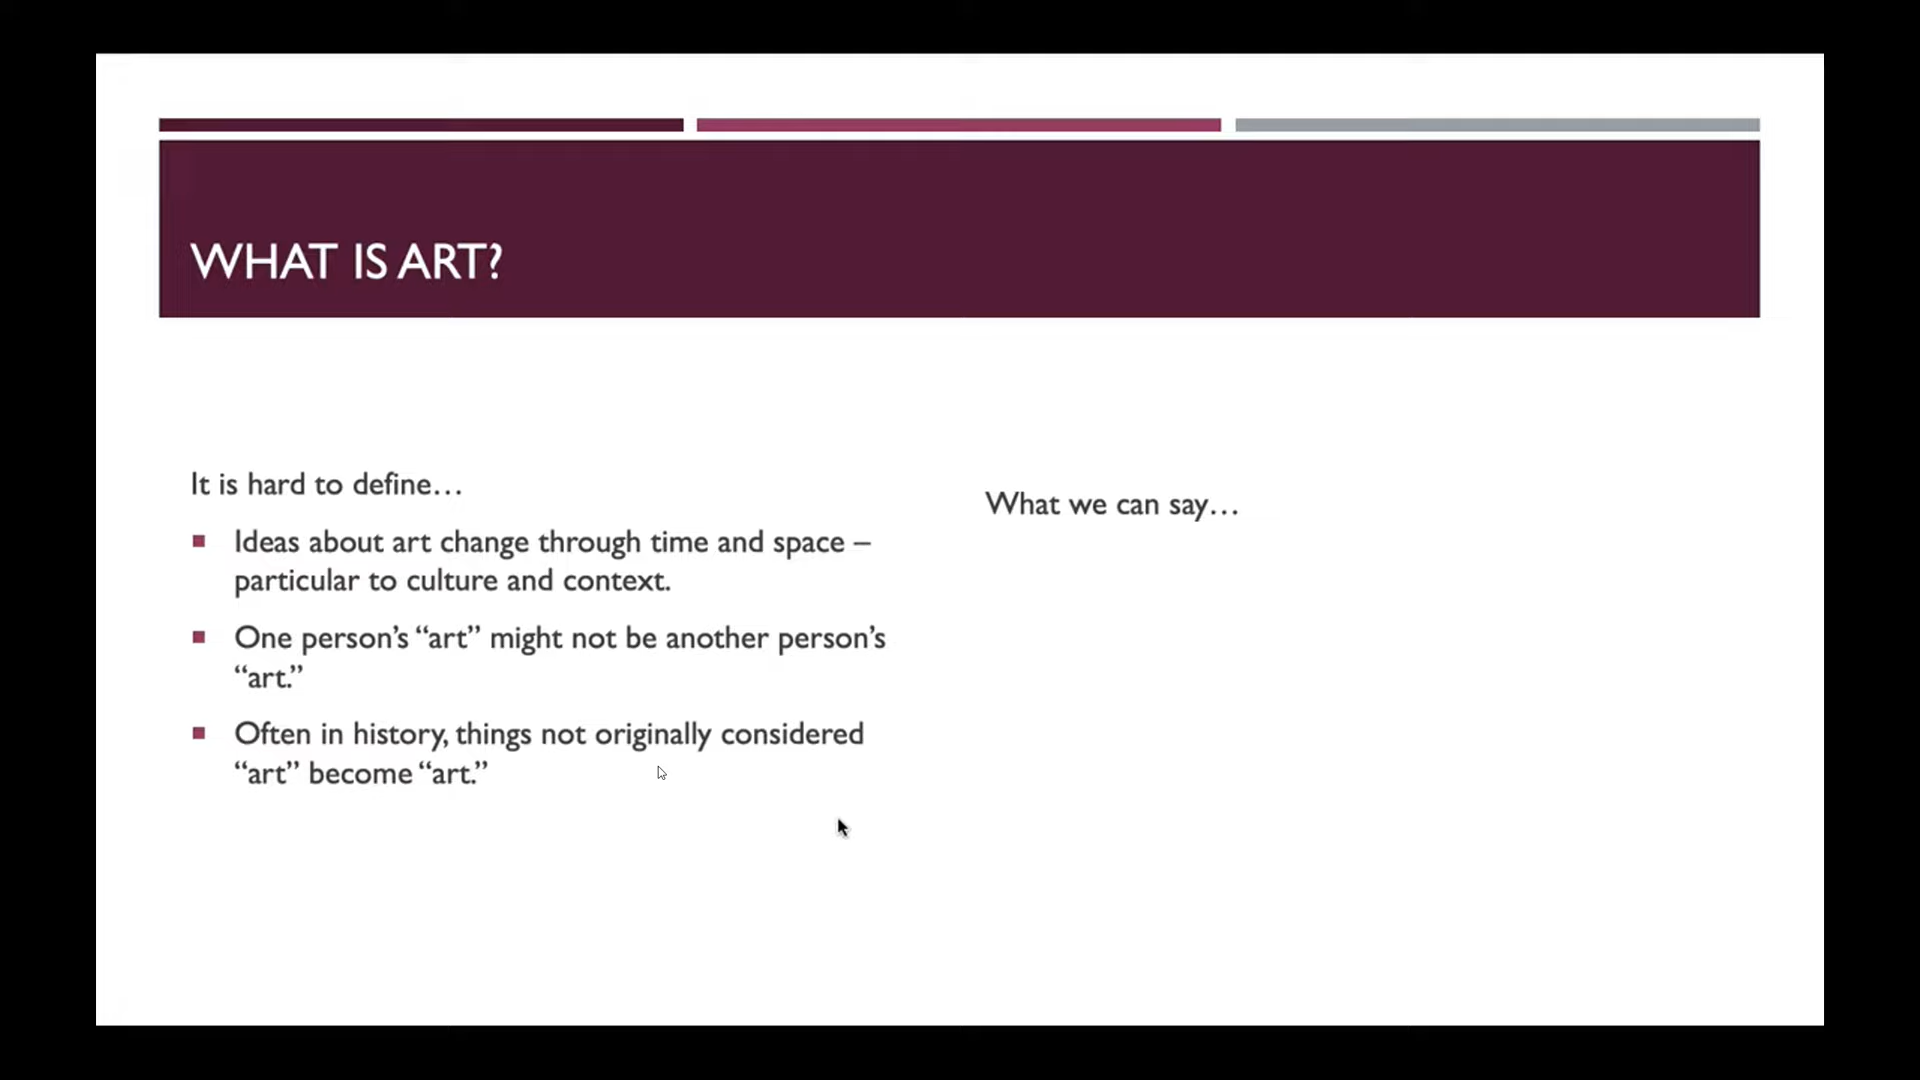 WHAT IS ART?
It is hard to define…
Ideas about art change through time and space –
particular to culture and context.
One person’s “art” might not be another person’s
“art.”
Often in history, things not originally considered
“art” become “art.”
What we can say…